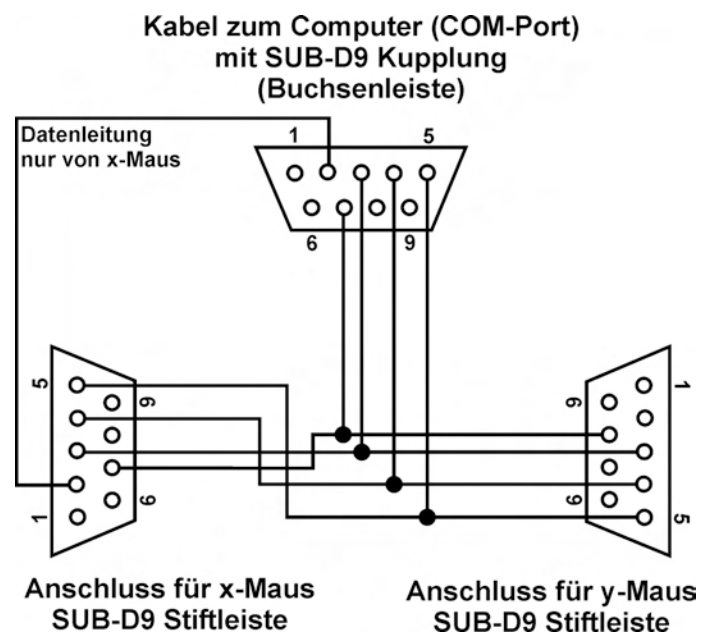 Kabel zum Computer (COM-Port)
mit SUB-D9 Kupplung
(Buchsenleiste)
Datenleitung
nur von x-Maus
1
5
6
9
5
9
1
6
1
9
6
5
Anschluss für x-Maus
SUB-D9 Stiftleiste
Anschluss für y-Maus
SUB-D9 Stiftleiste